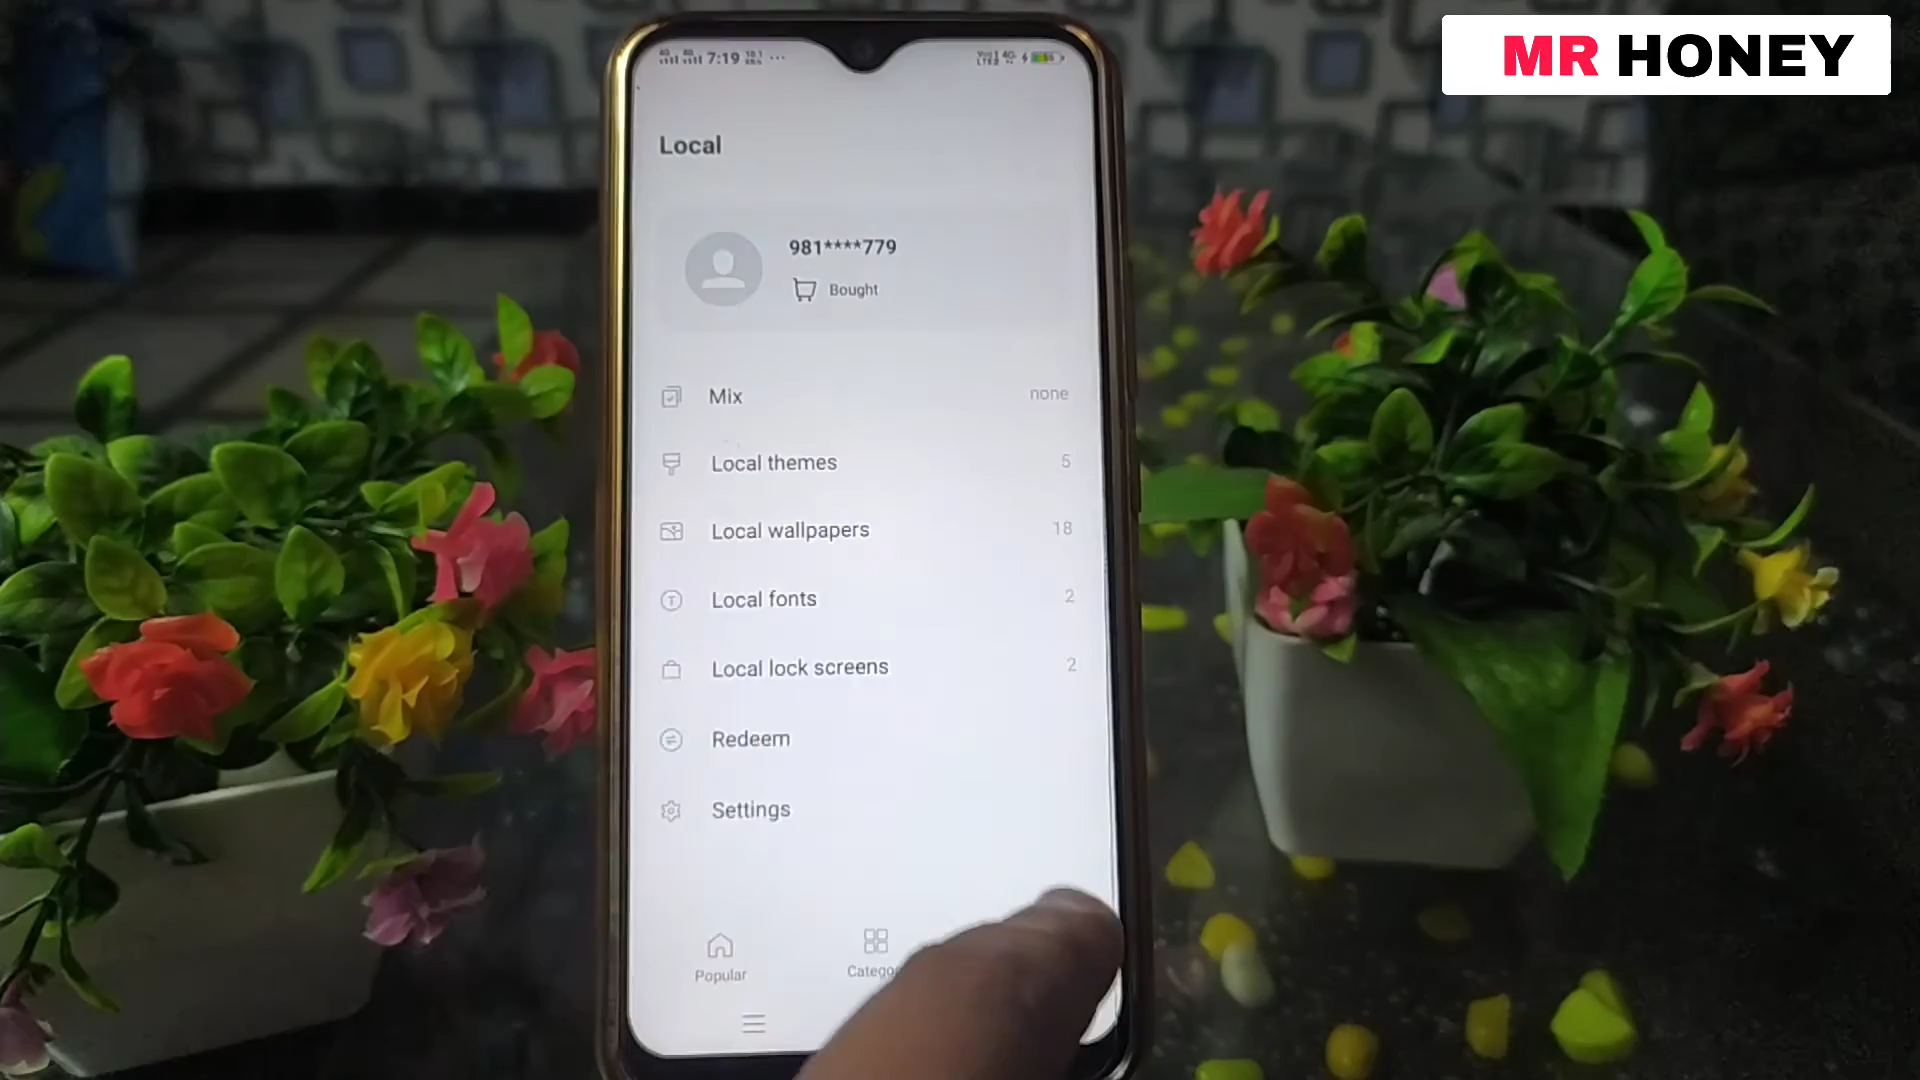 MR HONEY
7:19
Local
981****779
Bought
Mix none
Local themes 5
Local wallpapers 18
Local fonts 2
Local lock screens 2
Redeem
Settings
Popular